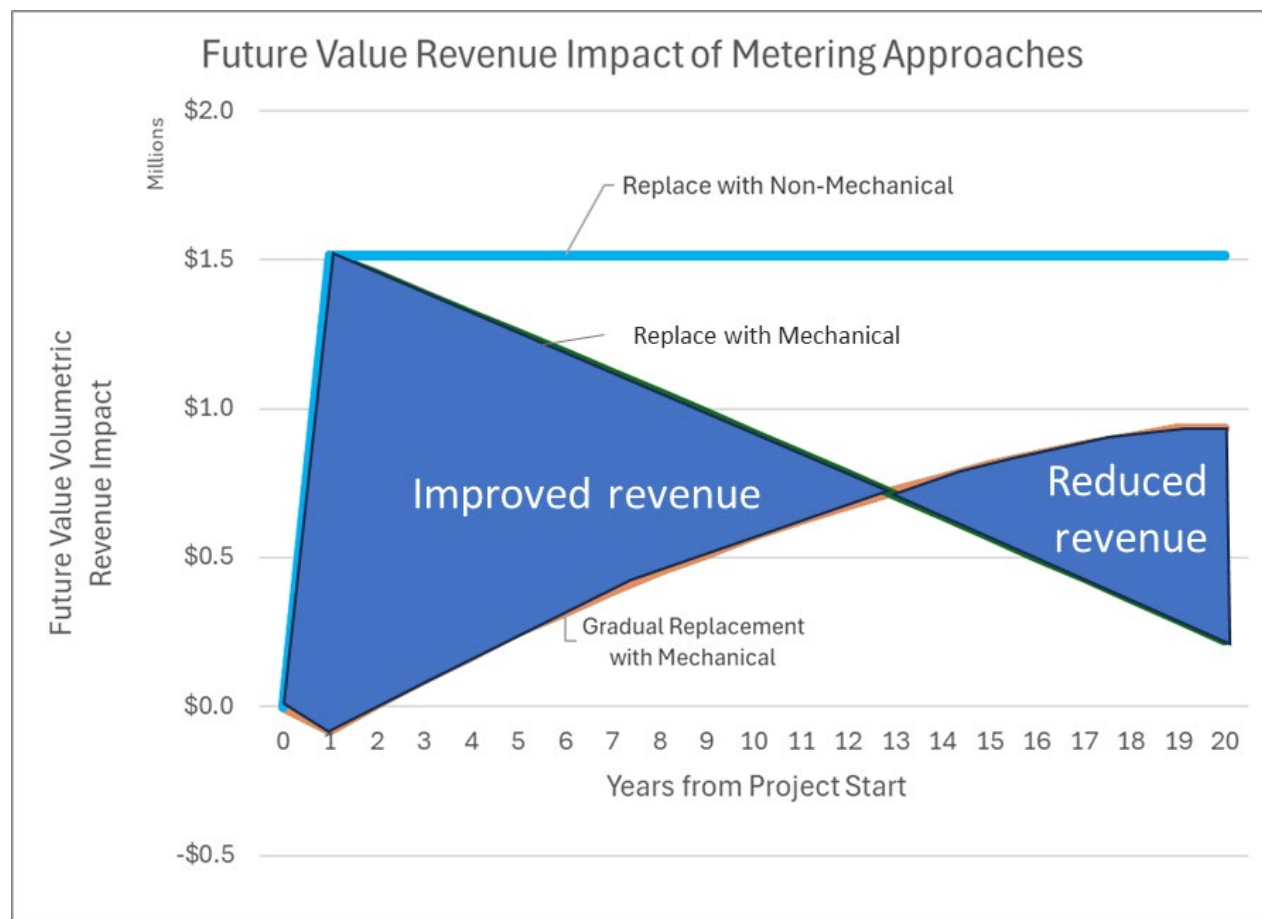 Future Value Revenue Impact of Metering Approaches
Millions
$2.0
$1.5
$1.0
$0.5
$0.0
-$0.5
Future Value Volumetric
Revenue Impact
Replace with Non-Mechanical
Replace with Mechanical
Improved revenue
Reduced
revenue
Gradual Replacement
with Mechanical
0 1 2 3 4 5 6 7 8 9 10 11 12 13 14 15 16 17 18 19 20
Years from Project Start